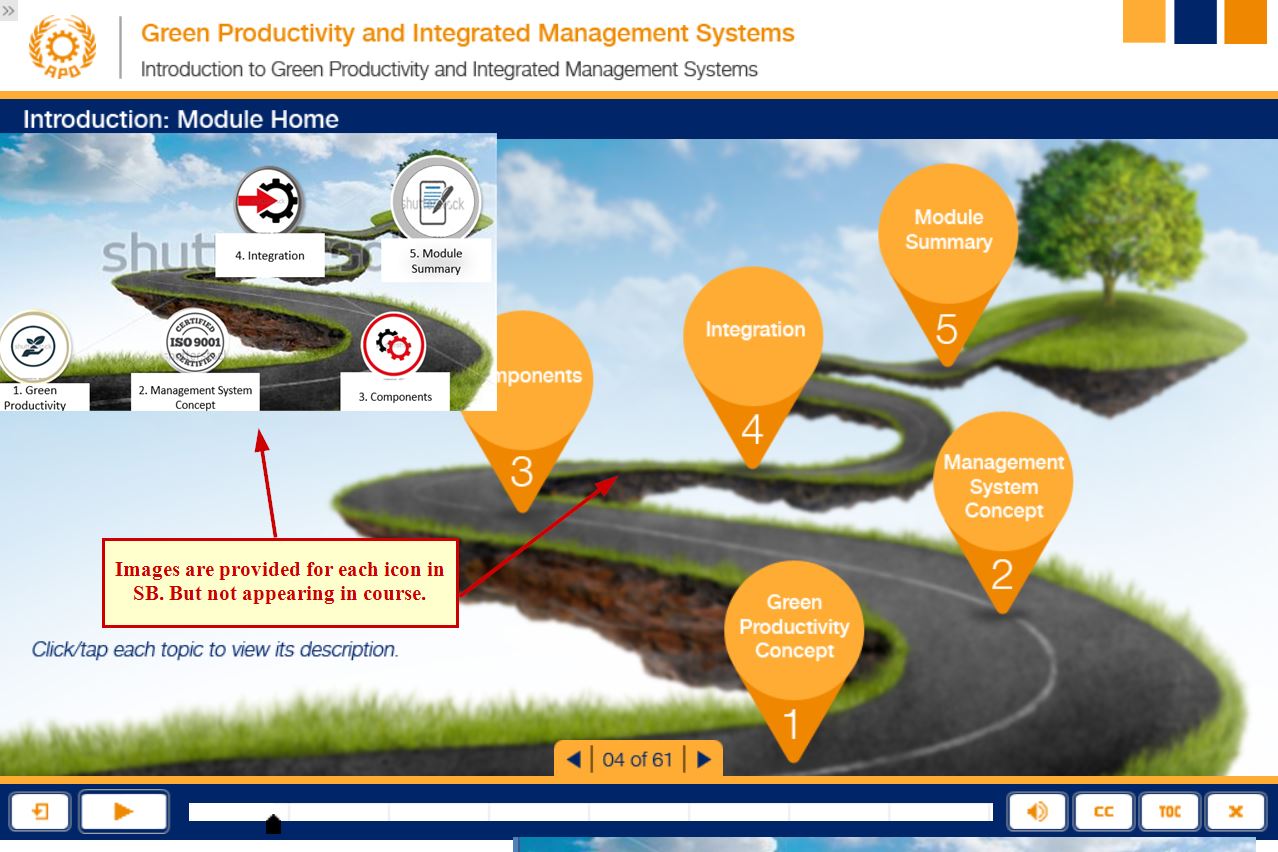 »
APO
Green Productivity and Integrated Management Systems
Introduction to Green Productivity and Integrated Management Systems
Introduction: Module Home
4. Integration
5. Module
Summary
1. Green
Productivity
CERTIFIED
ISO 9001
CERTIFIED
2. Management System
Concept
3. Components
Module
Summary
5
Integration
4
mponents
3
Management
System
Concept
2
Green
Productivity
Concept
1
Images are provided for each icon in
SB. But not appearing in course.
Click/tap each topic to view its description.
04 of 61
CC
TOC